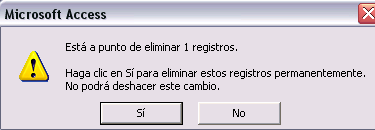 Microsoft Access
Está a punto de eliminar 1 registros.
Haga clic en Sí para eliminar estos registros permanentemente.
No podrá deshacer este cambio.
Sí
No